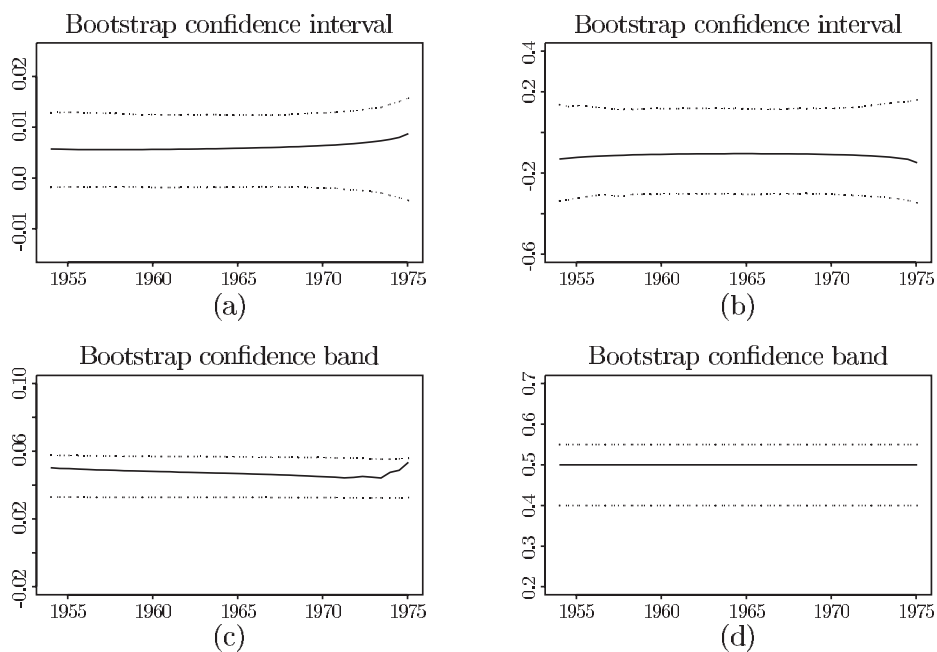 Bootstrap confidence interval
0.02
0.01
0.0
-0.01
1955 1960 1965 1970 1975
(a)
Bootstrap confidence interval
0.4
0.2
-0.2
-0.6
1955 1960 1965 1970 1975
(b)
Bootstrap confidence band
0.10
0.06
0.02
-0.02
1955 1960 1965 1970 1975
(c)
Bootstrap confidence band
0.7
0.6
0.5
0.4
0.3
0.2
1955 1960 1965 1970 1975
(d)